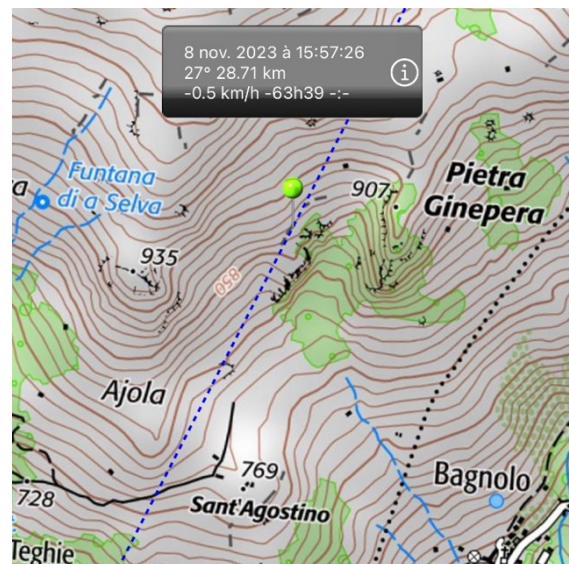 8 nov. 2023 à 15:57:26
27° 28.71 km
-0.5 km/h -63h39 -:-
Funtana
di a Selva
907
Pietra
Ginepera
935
850
Ajola
769
728
Sant'Agostino
Bagnolo
Teghie